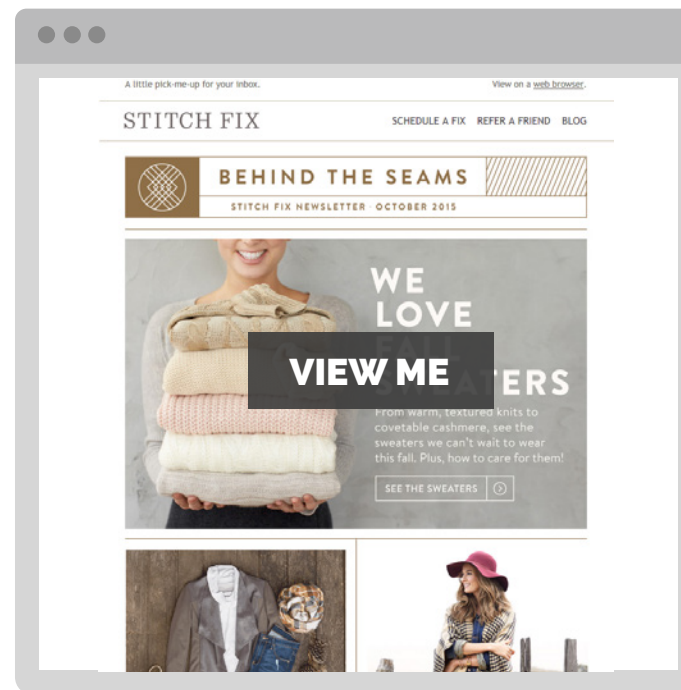 A little pick-me-up for your inbox.
View on a web browser.
STITCH FIX
SCHEDULE A FIX REFER A FRIEND BLOG
BEHIND THE SEAMS
STITCH FIX NEWSLETTER · OCTOBER 2015
WE
LOVE
FALL
SWEATERS
VIEW ME
From warm, textured knits to
covetable cashmere, see the
sweaters we can't wait to wear
this fall. Plus, how to care for them!
SEE THE SWEATERS